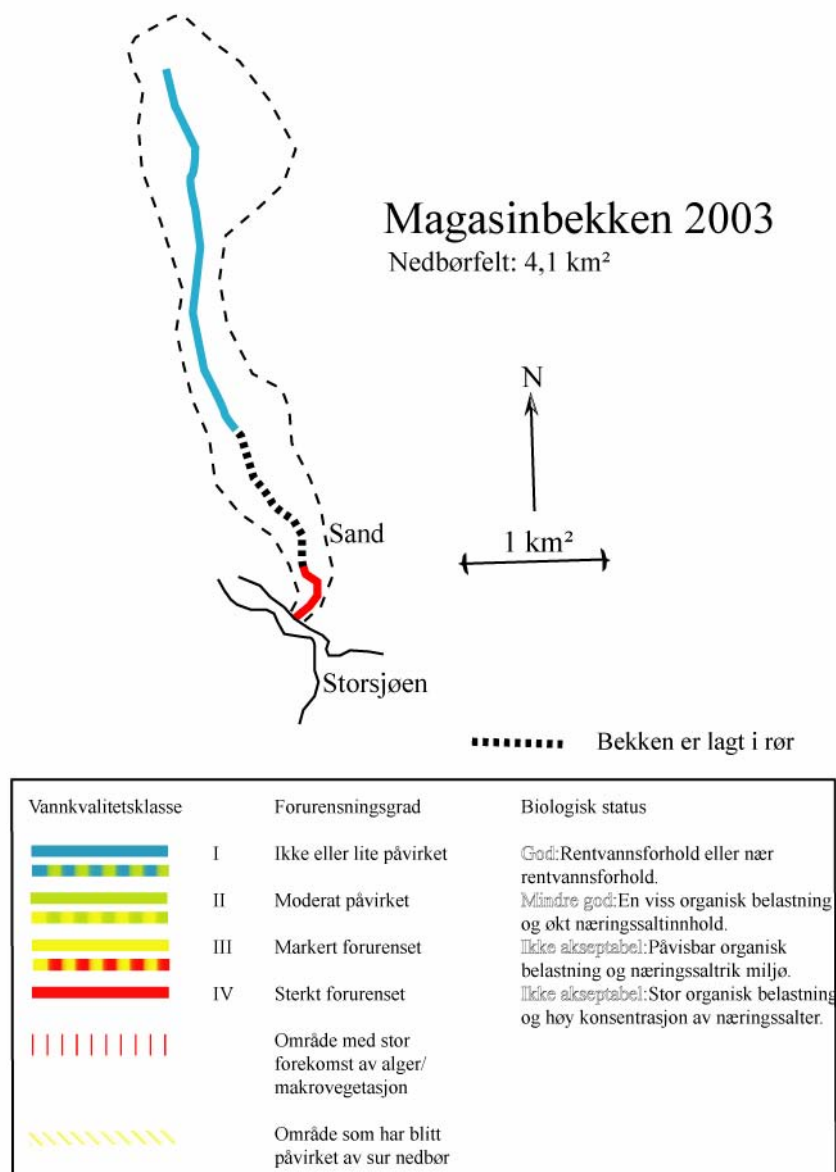 Magasinbekken 2003
Nedbørfelt: 4,1 km²
N
Sand
1 km²
Storsjøen
Bekken er lagt i rør
Vannkvalitetsklasse
Forurensningsgrad
Biologisk status
I
Ikke eller lite påvirket
God:Rentvannsforhold eller nær
rentvannsforhold.
II
Møderat påvirket
Mindre god:En viss organisk belastning
og økt næringssaltinnhold.
III
Markert forurenset
Ikke akseptabel:Påvisbar organisk
belastning og næringssaltrik miljø.
IV
Sterkt forurenset
Ikke akseptabel:Stor organisk belastning
og høy konsentrasjon av næringssalter.
Område med stor
forekomst av alger/
makrovegetasjon
Område som har blitt
påvirket av sur nedbør